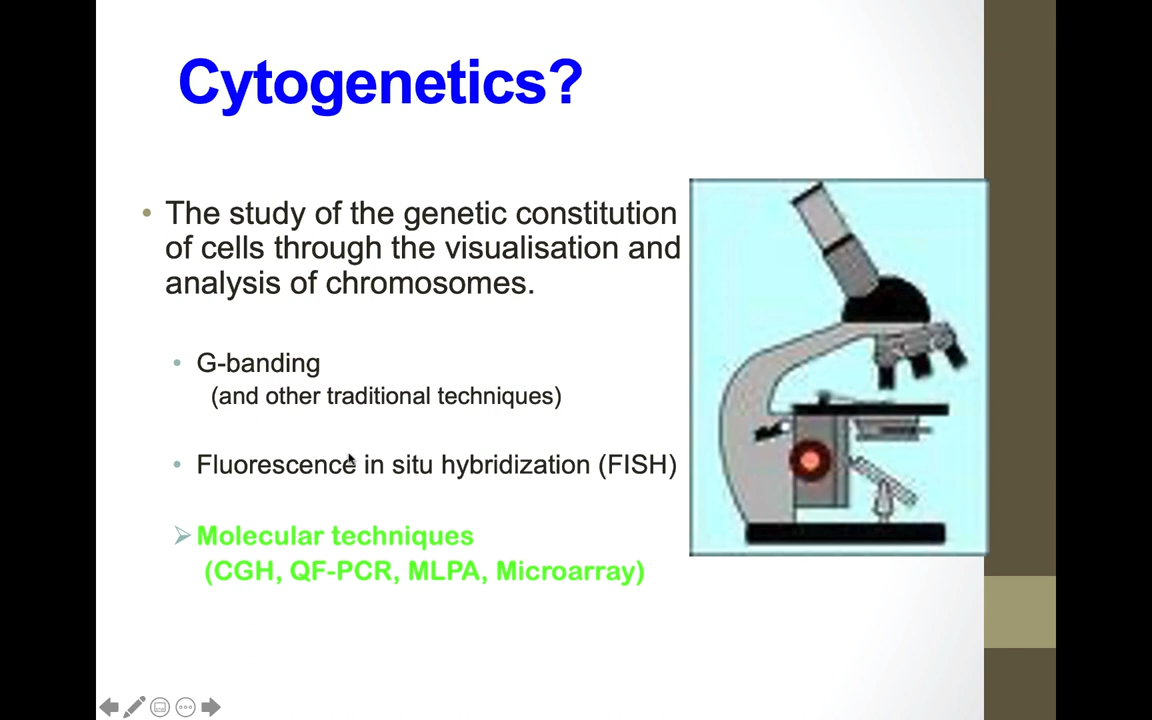 Cytogenetics?
• The study of the genetic constitution
of cells through the visualisation and
analysis of chromosomes.
• G-banding
(and other traditional techniques)
• Fluorescence in situ hybridization (FISH)
➢ Molecular techniques
(CGH, QF-PCR, MLPA, Microarray)